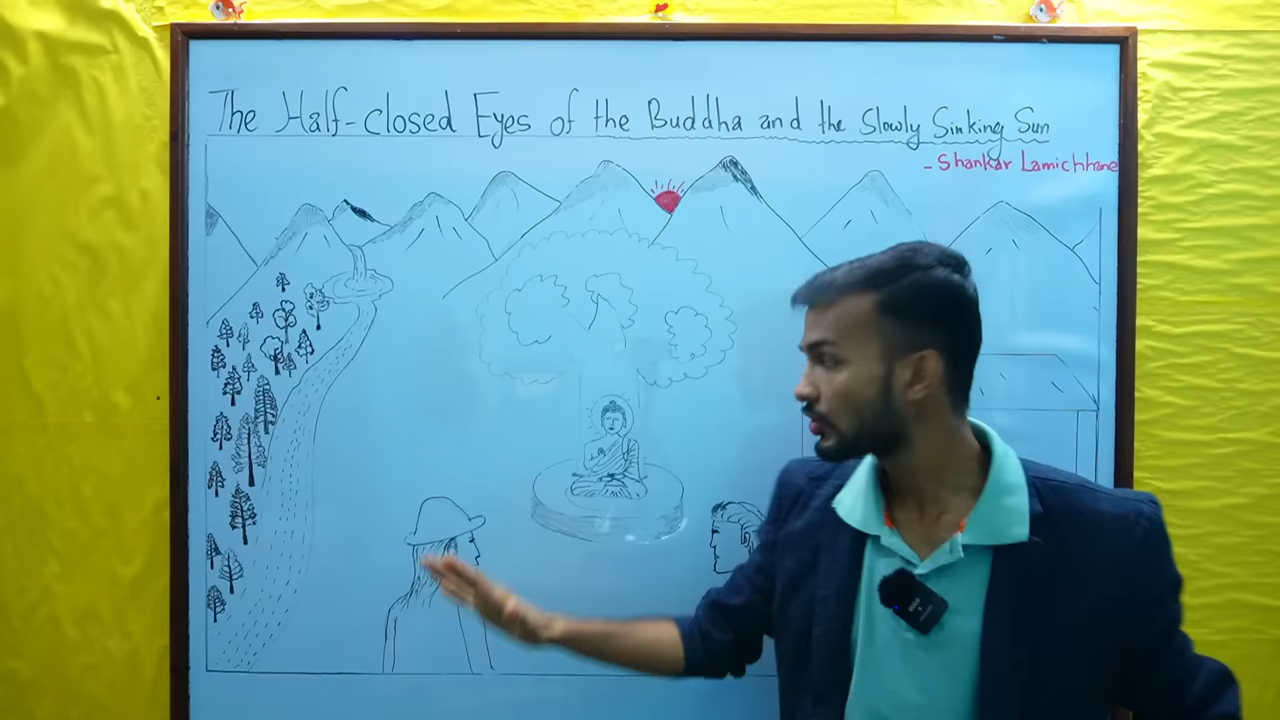 The Half-closed Eyes of the Buddha and the Slowly Sinking Sun
- Shankar Lamichhane